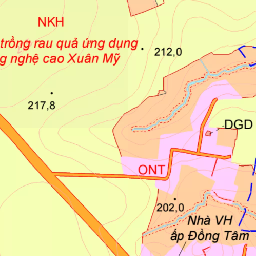 NKH
trồng rau quả ứng dụng
g nghệ cao Xuân Mỹ
212,0
217,8
DGD
ONT
202,0
Nhà VH
ấp Đồng Tâm